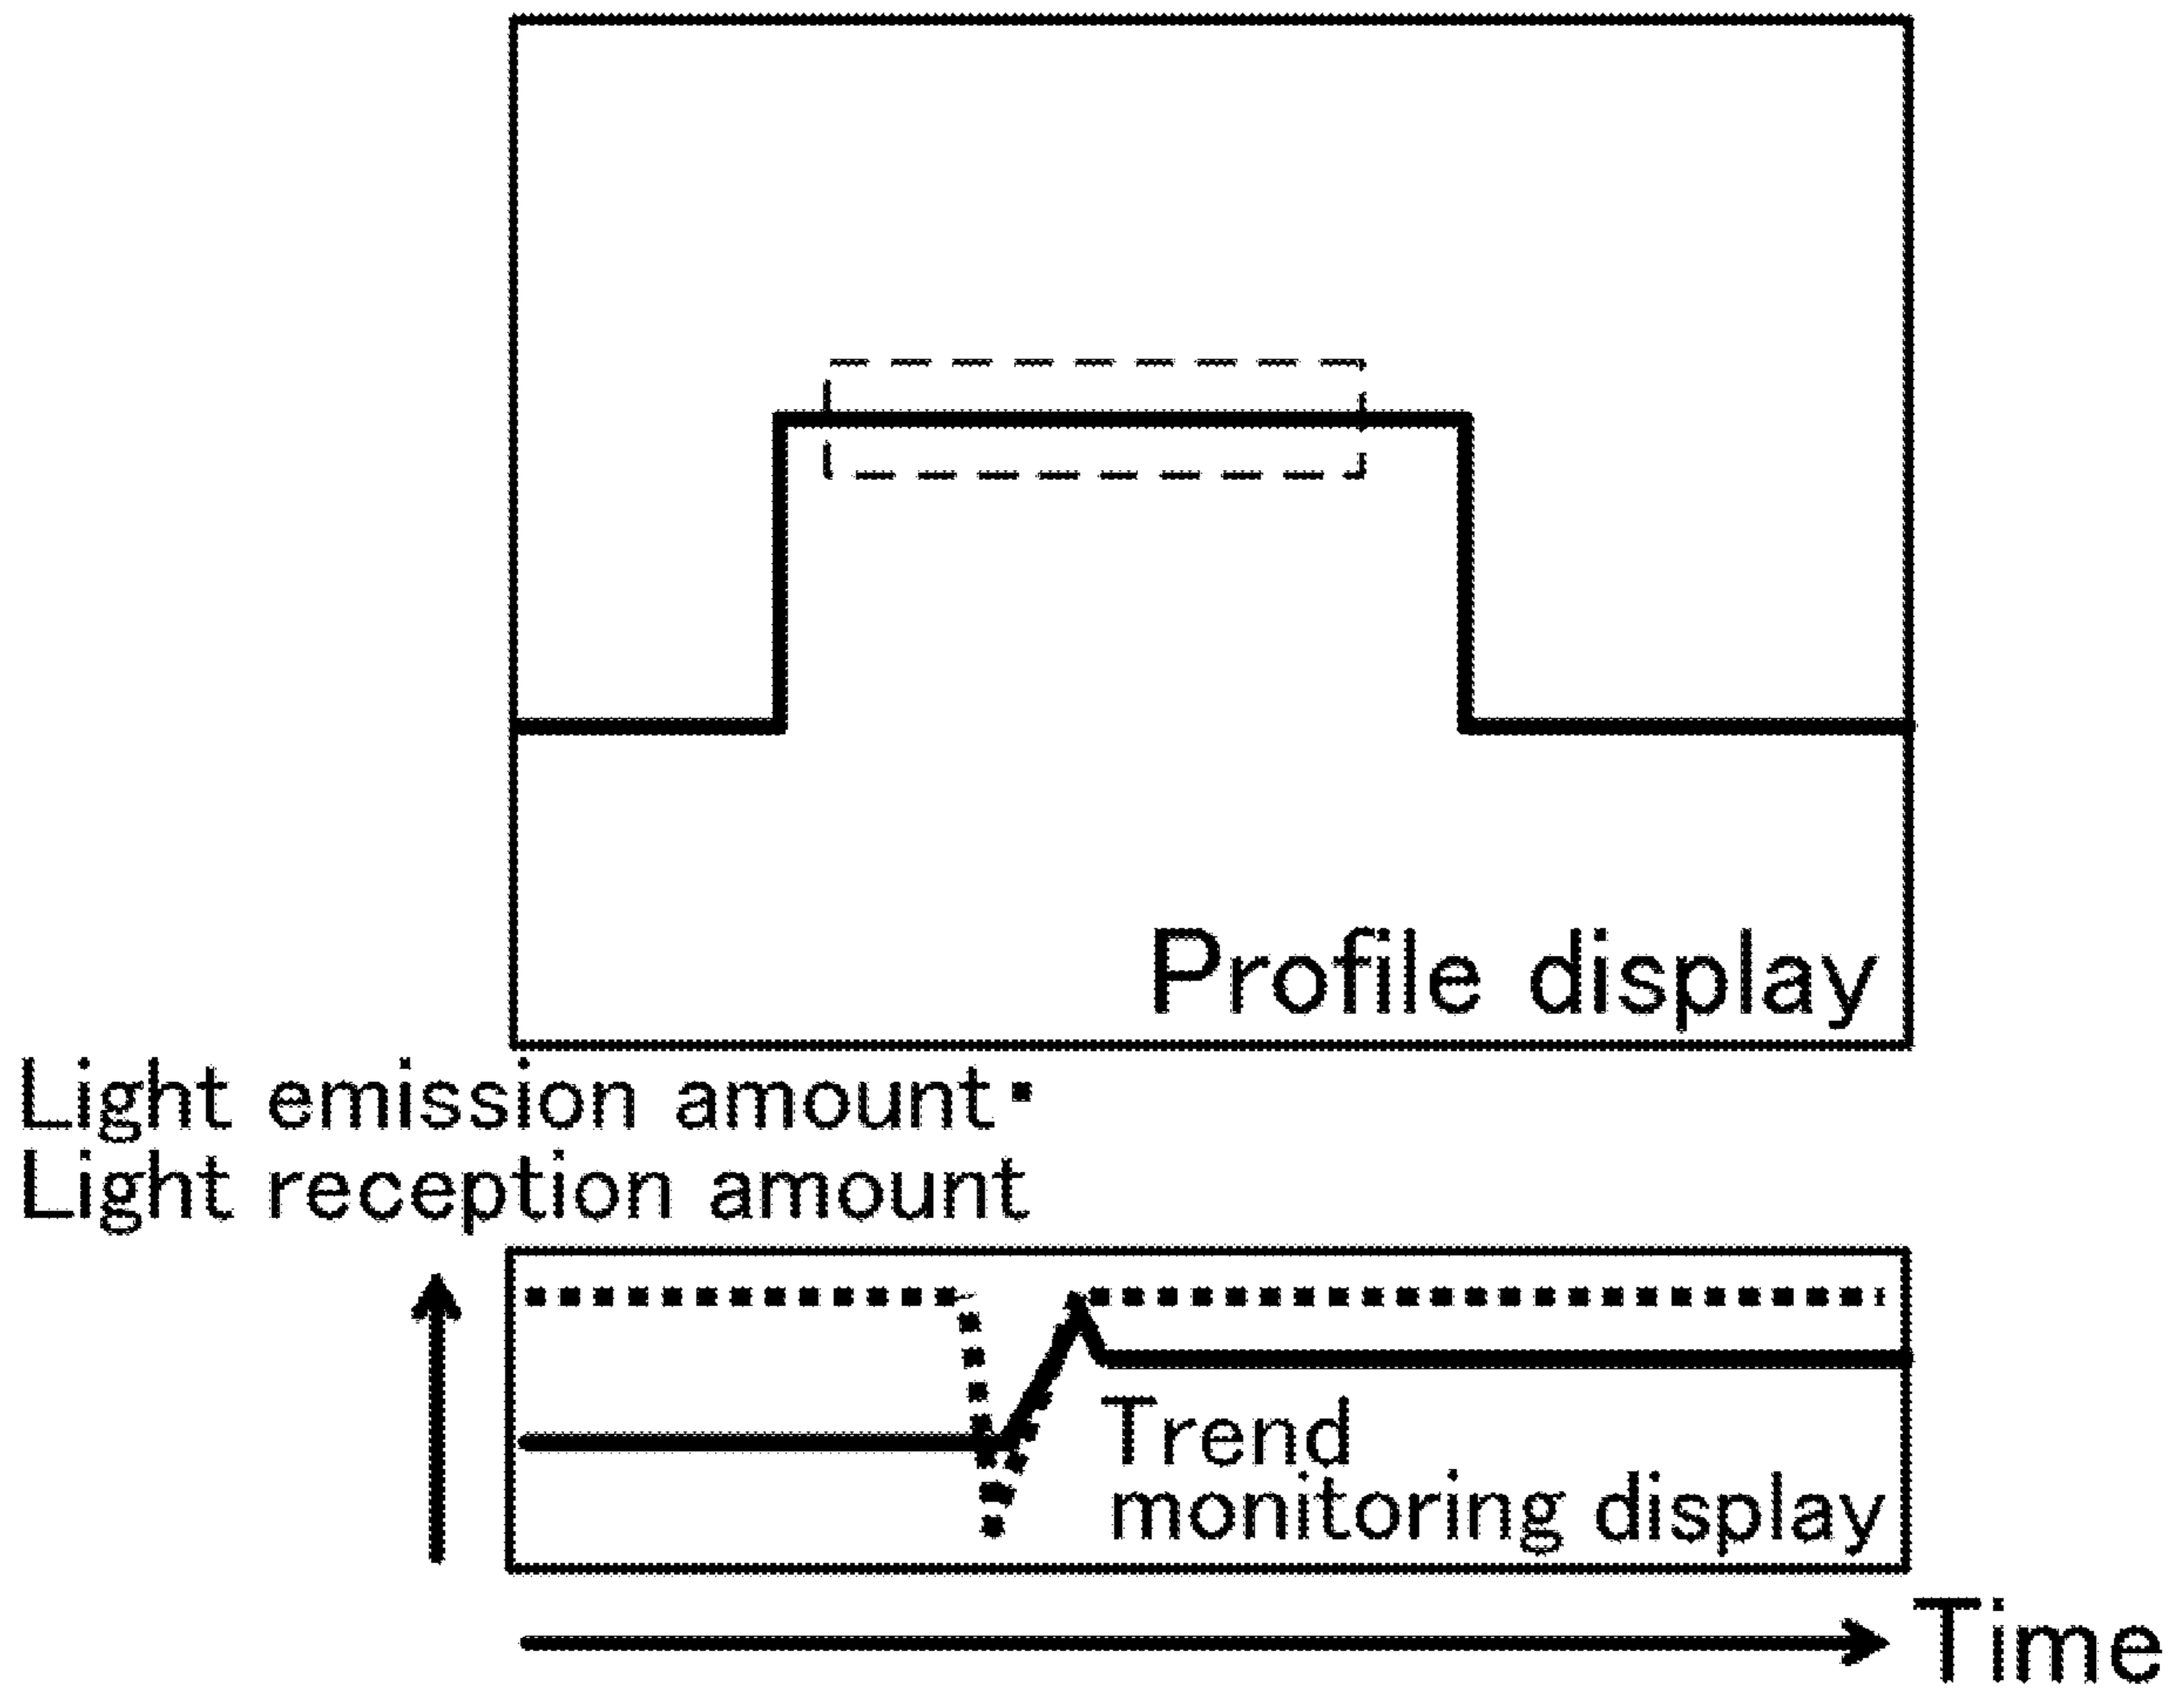 Profile display
Light emission amount・
Light reception amount
Trend
monitoring display
Time